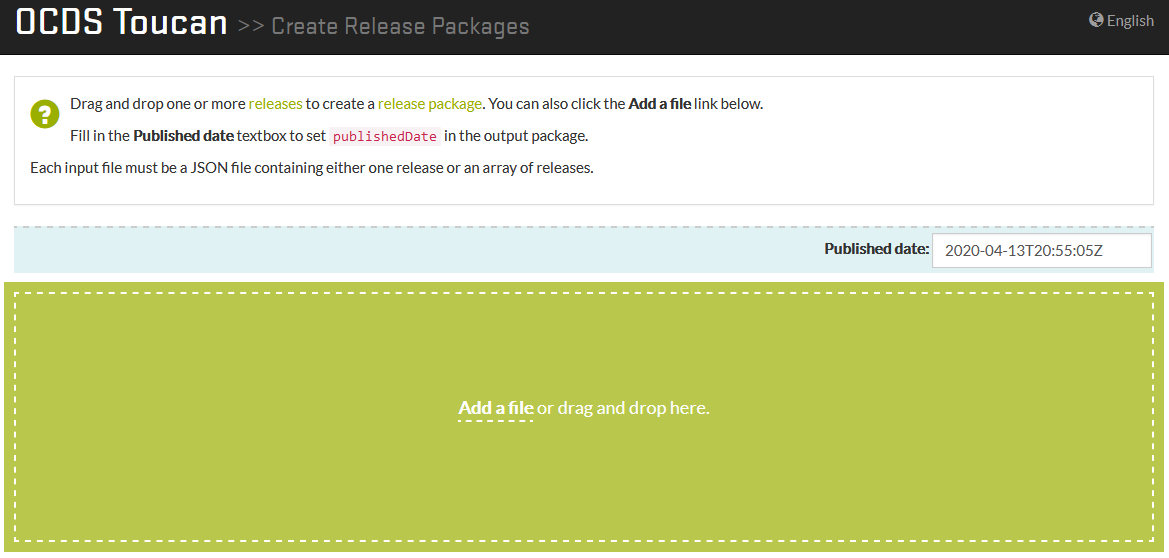 OCDS Toucan >> Create Release Packages
English
Drag and drop one or more releases to create a release package. You can also click the Add a file link below.
Fill in the Published date textbox to set publishedDate in the output package.
Each input file must be a JSON file containing either one release or an array of releases.
Published date: 2020-04-13T20:55:05Z
Add a file or drag and drop here.